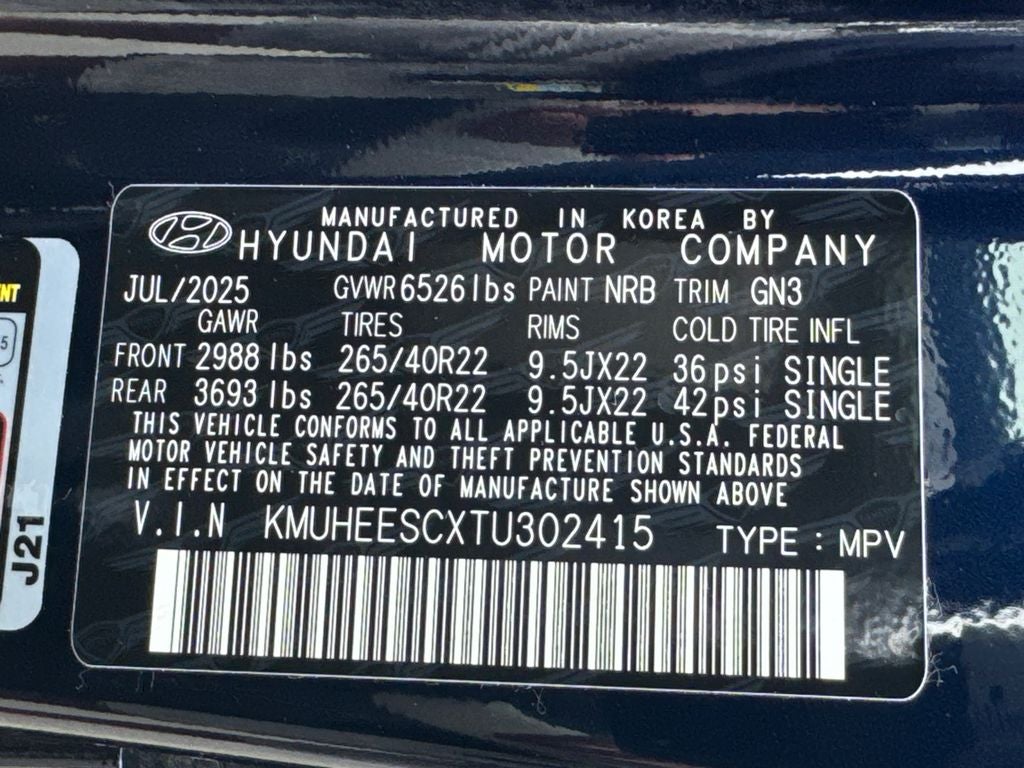 MANUFACTURED IN KOREA BY
HYUNDAI MOTOR COMPANY
JUL/2025 GVWR 6526lbs PAINT NRB TRIM GN3
GAWR TIRES RIMS COLD TIRE INFL
FRONT 2988 lbs 265/40R22 9.5JX22 36psi SINGLE
REAR 3693 lbs 265/40R22 9.5JX22 42psi SINGLE
THIS VEHICLE CONFORMS TO ALL APPLICABLE U.S.A. FEDERAL
MOTOR VEHICLE SAFETY AND THEFT PREVENTION STANDARDS
IN EFFECT ON THE DATE OF MANUFACTURE SHOWN ABOVE
V.I.N KMUHEESCXTU302415 TYPE : MPV
J21